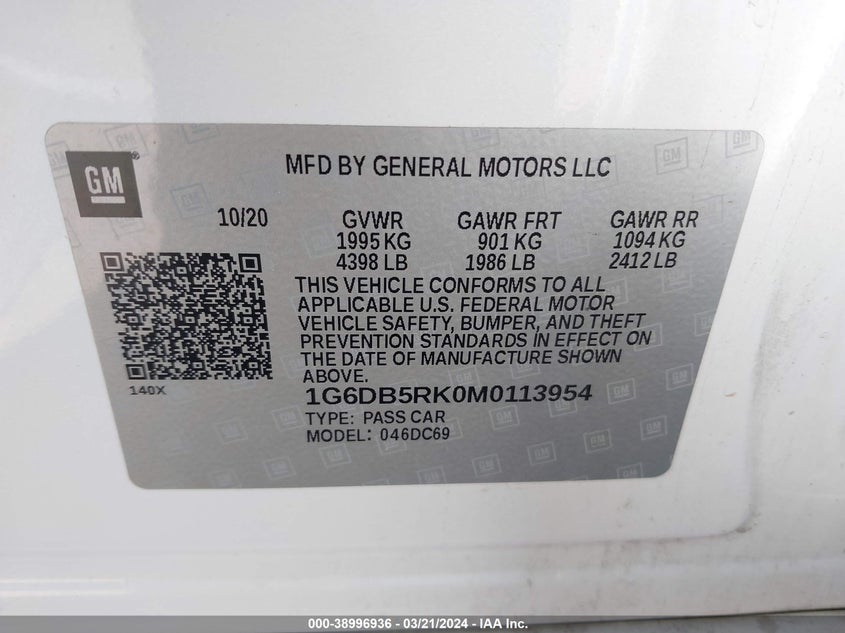 GM
MFD BY GENERAL MOTORS LLC
10/20 GVWR GAWR FRT GAWR RR
1995 KG 901 KG 1094 KG
4398 LB 1986 LB 2412 LB
THIS VEHICLE CONFORMS TO ALL
APPLICABLE U.S. FEDERAL MOTOR
VEHICLE SAFETY, BUMPER, AND THEFT
PREVENTION STANDARDS IN EFFECT ON
THE DATE OF MANUFACTURE SHOWN
ABOVE.
140X
1G6DB5RK0M0113954
TYPE: PASS CAR
MODEL: 046DC69
000-38996936 - 03/21/2024 - IAA Inc.